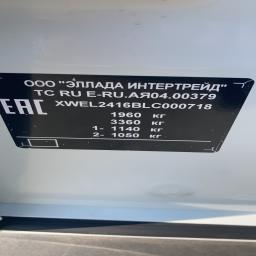 ООО "ЭЛЛАДА ИНТЕРТРЕЙД"
ТС RU Е-RU.АЯ04.00379
EAC XWEL2416BLC000718
1960 кг
3360 кг
1- 1140 кг
2- 1050 кг